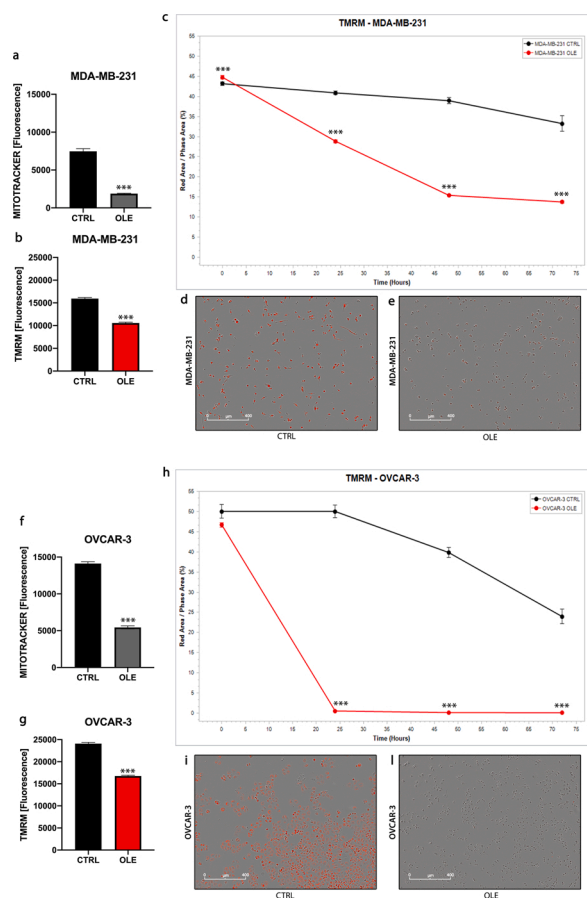 a
MDA-MB-231
MITOTRACKER [Fluorescence]
15000
10000
5000
0
***
CTRL
OLE
b
MDA-MB-231
TMRM [Fluorescence]
25000
20000
15000
10000
5000
0
***
CTRL
OLE
c
TMRM - MDA-MB-231
MDA-MB-231 CTRL
MDA-MB-231 OLE
Red Area / Phase Area (%)
55
50
45
40
35
30
25
20
15
10
5
0
***
***
***
***
0 5 10 15 20 25 30 35 40 45 50 55 60 65 70 75
Time (Hours)
d
MDA-MB-231
0 µm 400
CTRL
e
MDA-MB-231
0 µm 400
OLE
f
OVCAR-3
MITOTRACKER [Fluorescence]
15000
10000
5000
0
***
CTRL
OLE
g
OVCAR-3
TMRM [Fluorescence]
25000
20000
15000
10000
5000
0
***
CTRL
OLE
h
TMRM - OVCAR-3
OVCAR-3 CTRL
OVCAR-3 OLE
Red Area / Phase Area (%)
55
50
45
40
35
30
25
20
15
10
5
0
***
***
***
0 5 10 15 20 25 30 35 40 45 50 55 60 65 70 75
Time (Hours)
i
OVCAR-3
0 µm 400
CTRL
l
OVCAR-3
0 µm 400
OLE